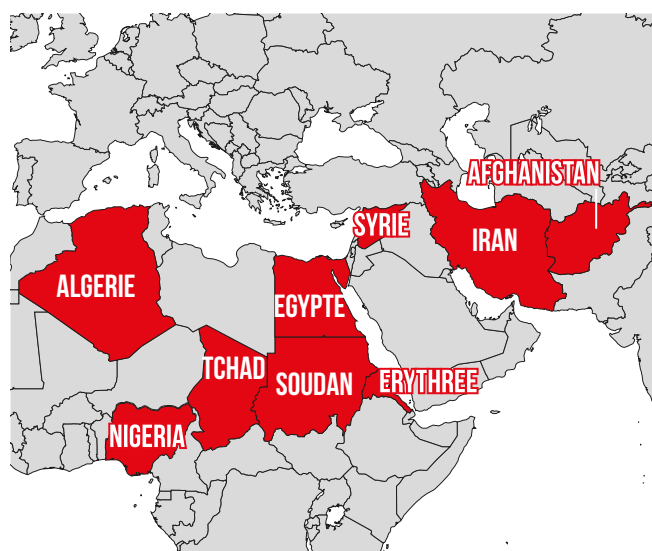 AFGHANISTAN
SYRIE
IRAN
ALGERIE
EGYPTE
TCHAD
SOUDAN
ERYTHREE
NIGERIA